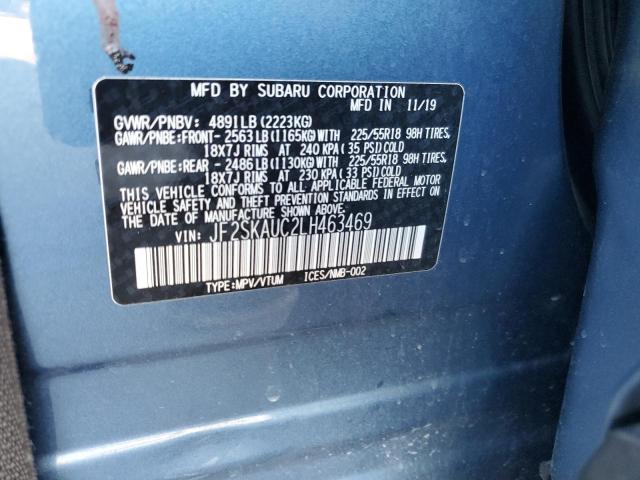 MFD BY SUBARU CORPORATION
MFD IN 11/19
GVWR/PNBV: 4891LB(2223KG)
GAWR/PNBE:FRONT- 2563LB(1165KG)WITH 225/55R18 98H TIRES,
18X7J RIMS AT 240 KPA( 35 PSI)COLD
GAWR/PNBE:REAR - 2486LB(1130KG)WITH 225/55R18 98H TIRES,
18X7J RIMS AT 230 KPA( 33 PSI)COLD
THIS VEHICLE CONFORMS TO ALL APPLICABLE FEDERAL MOTOR
VEHICLE SAFETY AND THEFT PREVENTION STANDARDS IN EFFECT ON
THE DATE OF MANUFACTURE SHOWN ABOVE.
VIN: JF2SKAUC2LH463469
TYPE:MPV/VTUM ICES/NMB-002